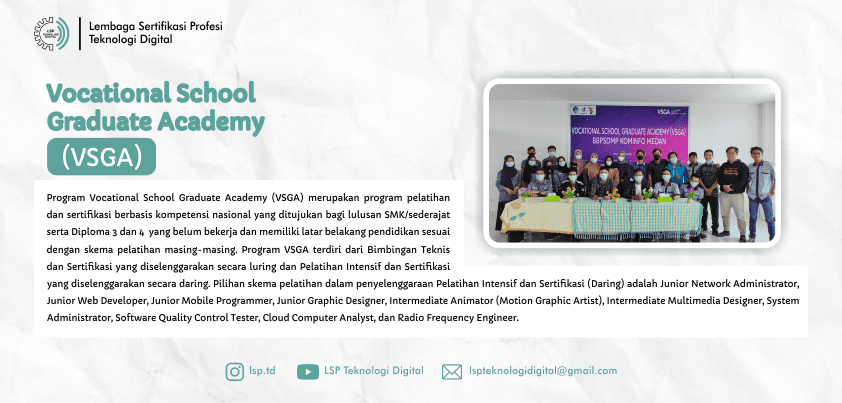 LSP
Lembaga Sertifikasi Profesi
Teknologi Digital
Vocational School
Graduate Academy
(VSGA)
VSGA
VOCATIONAL SCHOOL GRADUATE ACADEMY (VSGA)
BBPSDMP KOMINFO MEDAN
Program Vocational School Graduate Academy (VSGA) merupakan program pelatihan
dan sertifikasi berbasis kompetensi nasional yang ditujukan bagi lulusan SMK/sederajat
serta Diploma 3 dan 4 yang belum bekerja dan memiliki latar belakang pendidikan sesuai
dengan skema pelatihan masing-masing. Program VSGA terdiri dari Bimbingan Teknis
dan Sertifikasi yang diselenggarakan secara luring dan Pelatihan Intensif dan Sertifikasi
yang diselenggarakan secara daring. Pilihan skema pelatihan dalam penyelenggaraan Pelatihan Intensif dan Sertifikasi (Daring) adalah Junior Network Administrator,
Junior Web Developer, Junior Mobile Programmer, Junior Graphic Designer, Intermediate Animator (Motion Graphic Artist), Intermediate Multimedia Designer, System
Administrator, Software Quality Control Tester, Cloud Computer Analyst, dan Radio Frequency Engineer.
lsp.td
LSP Teknologi Digital
lspteknologidigital@gmail.com